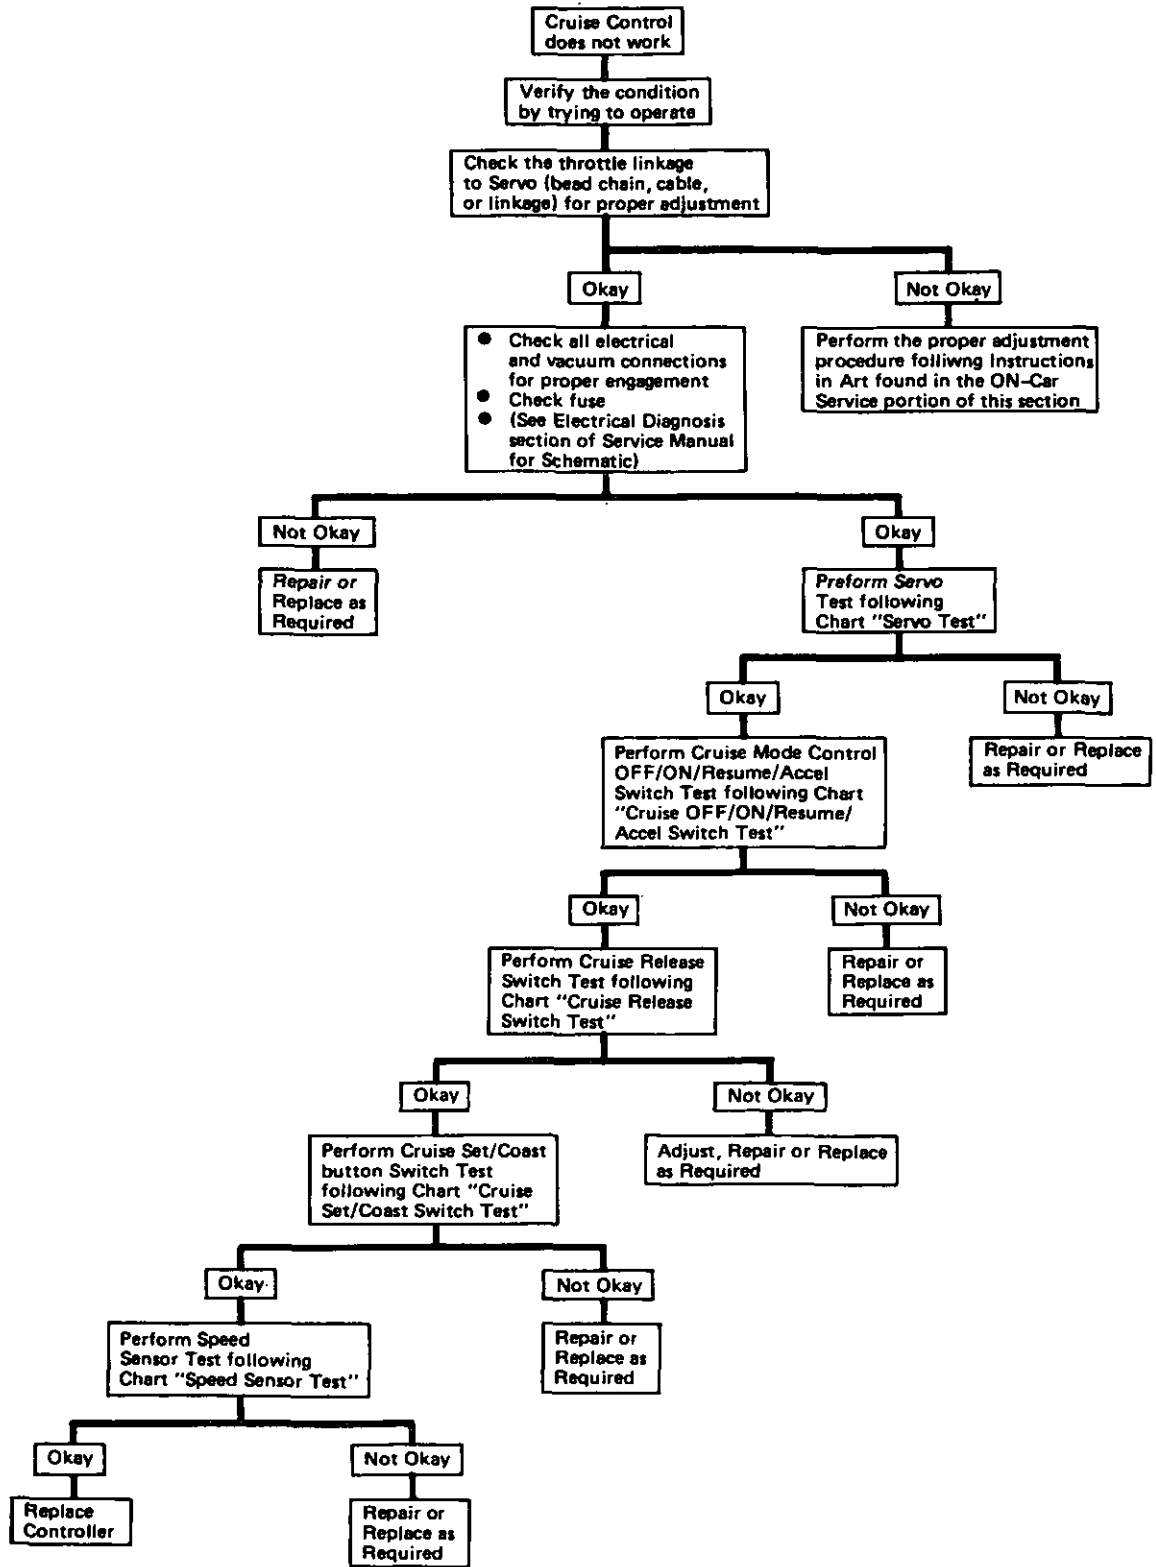 Cruise Control
does not work
Verify the condition
by trying to operate
Check the throttle linkage
to Servo (bead chain, cable,
or linkage) for proper adjustment
Okay
Not Okay
● Check all electrical
and vacuum connections
for proper engagement
● Check fuse
● (See Electrical Diagnosis
section of Service Manual
for Schematic)
Perform the proper adjustment
procedure folliwng Instructions
in Art found in the ON-Car
Service portion of this section
Not Okay
Okay
Repair or
Replace as
Required
Preform Servo
Test following
Chart "Servo Test"
Okay
Not Okay
Perform Cruise Mode Control
OFF/ON/Resume/Accel
Switch Test following Chart
"Cruise OFF/ON/Resume/
Accel Switch Test"
Repair or Replace
as Required
Okay
Not Okay
Perform Cruise Release
Switch Test following
Chart "Cruise Release
Switch Test"
Repair or
Replace as
Required
Okay
Not Okay
Perform Cruise Set/Coast
button Switch Test
following Chart "Cruise
Set/Coast Switch Test"
Adjust, Repair or Replace
as Required
Okay
Not Okay
Perform Speed
Sensor Test following
Chart "Speed Sensor Test"
Repair or
Replace as
Required
Okay
Not Okay
Replace
Controller
Repair or
Replace as
Required